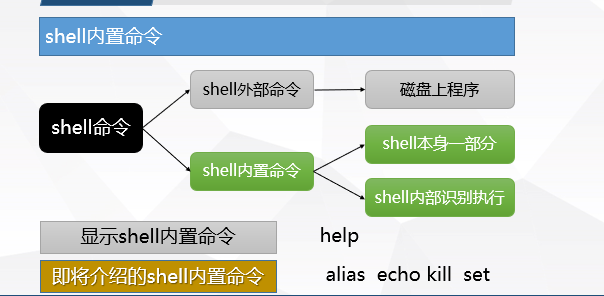 shell内置命令
shell外部命令
磁盘上程序
shell命令
shell本身一部分
shell内置命令
shell内部识别执行
显示shell内置命令 help
即将介绍的shell内置命令 alias echo kill set